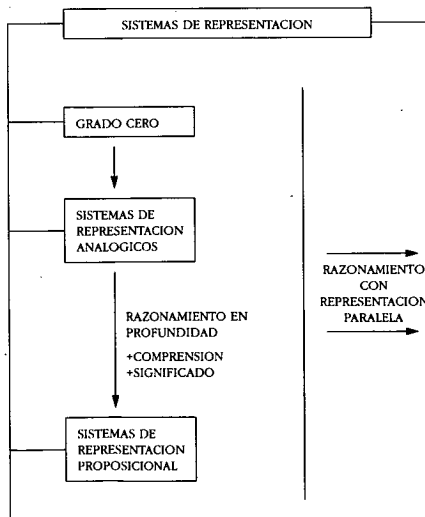 SISTEMAS DE REPRESENTACION
GRADO CERO
SISTEMAS DE
REPRESENTACION
ANALOGICOS
RAZONAMIENTO EN
PROFUNDIDAD
+COMPRENSION
+SIGNIFICADO
SISTEMAS DE
REPRESENTACION
PROPOSICIONAL
RAZONAMIENTO
CON
REPRESENTACION
PARALELA